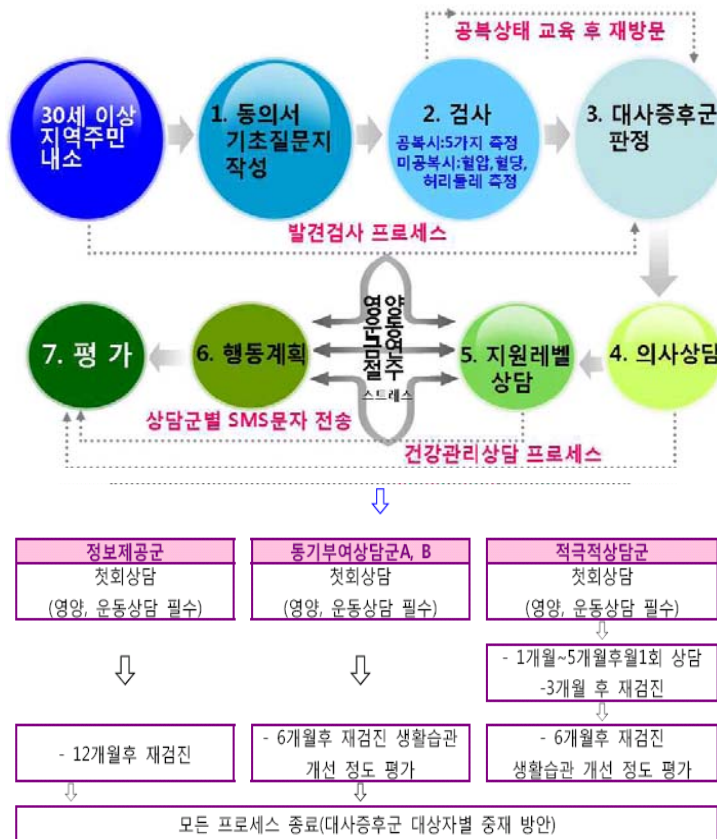 공복상태 교육 후 재방문
30세 이상
지역주민
내소
1. 동의서
기초질문지
작성
2. 검사
공복시:5가지 측정
미공복시:혈압,혈당,
허리둘레 측정
3. 대사증후군
판정
발견검사 프로세스
7. 평 가
6. 행동계획
영양
운동
금연
절주
스트레스
5. 지원레벨
상담
4. 의사상담
상담군별 SMS문자 전송
건강관리상담 프로세스
정보제공군
첫회상담
(영양, 운동상담 필수)
- 12개월후 재검진
동기부여상담군A, B
첫회상담
(영양, 운동상담 필수)
- 6개월후 재검진 생활습관
개선 정도 평가
적극적상담군
첫회상담
(영양, 운동상담 필수)
- 1개월~5개월후월1회 상담
-3개월 후 재검진
- 6개월후 재검진
생활습관 개선 정도 평가
모든 프로세스 종료(대사증후군 대상자별 중재 방안)